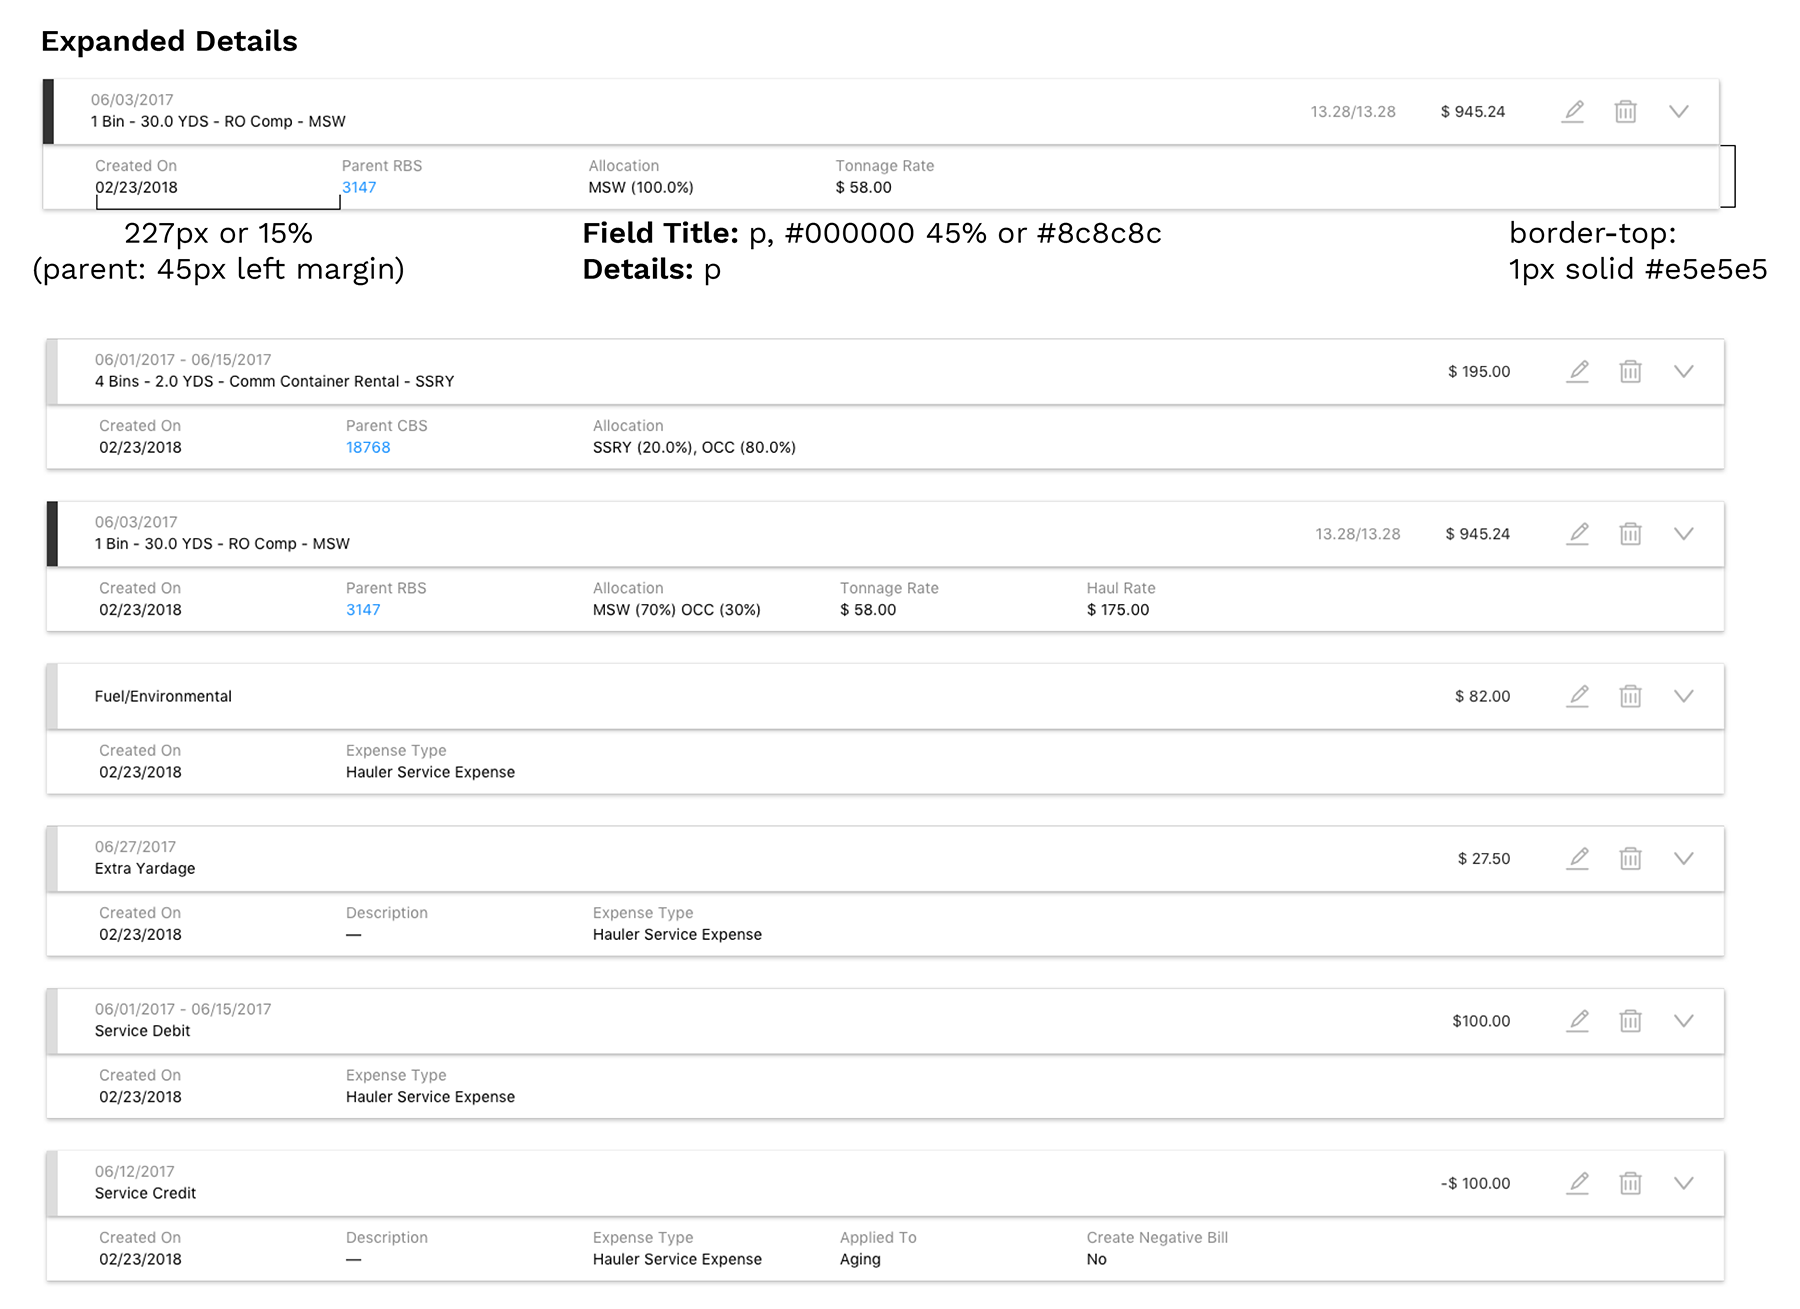 Expanded Details
06/03/2017
1 Bin - 30.0 YDS - RO Comp - MSW
13.28/13.28 $ 945.24
Created On Parent RBS Allocation Tonnage Rate
02/23/2018 3147 MSW (100.0%) $ 58.00
227px or 15%
(parent: 45px left margin)
Field Title: p, #000000 45% or #8c8c8c
Details: p
border-top:
1px solid #e5e5e5
06/01/2017 - 06/15/2017
4 Bins - 2.0 YDS - Comm Container Rental - SSRY
$ 195.00
Created On Parent CBS Allocation
02/23/2018 18768 SSRY (20.0%), OCC (80.0%)
06/03/2017
1 Bin - 30.0 YDS - RO Comp - MSW
13.28/13.28 $ 945.24
Created On Parent RBS Allocation Tonnage Rate Haul Rate
02/23/2018 3147 MSW (70%) OCC (30%) $ 58.00 $ 175.00
Fuel/Environmental $ 82.00
Created On Expense Type
02/23/2018 Hauler Service Expense
06/27/2017
Extra Yardage
$ 27.50
Created On Description Expense Type
02/23/2018 — Hauler Service Expense
06/01/2017 - 06/15/2017
Service Debit
$100.00
Created On Expense Type
02/23/2018 Hauler Service Expense
06/12/2017
Service Credit
-$ 100.00
Created On Description Expense Type Applied To Create Negative Bill
02/23/2018 — Hauler Service Expense Aging No